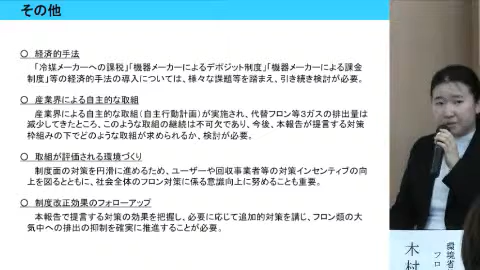 その他
○ 経済的手法
「冷媒メーカーへの課税」「機器メーカーによるデポジット制度」「機器メーカーによる課金
制度」等の経済的手法の導入については、様々な課題等を踏まえ、引き続き検討が必要。
○ 産業界による自主的な取組
産業界による自主的な取組(自主行動計画)が実施され、代替フロン等3ガスの排出量は
減少してきたところ、このような取組の継続は不可欠であり、今後、本報告が提言する対策
枠組みの下でどのような取組が求められるか、検討が必要。
○ 取組が評価される環境づくり
制度面の対策を円滑に進めるため、ユーザーや回収事業者等の対策インセンティブの向
上を図るとともに、社会全体のフロン対策に係る意識向上に努めることも重要。
○ 制度改正効果のフォローアップ
本報告で提言する対策の効果を把握し、必要に応じて追加的対策を講じ、フロン類の大
気中への排出の抑制を確実に推進することが必要。
環境省
フロ
木村